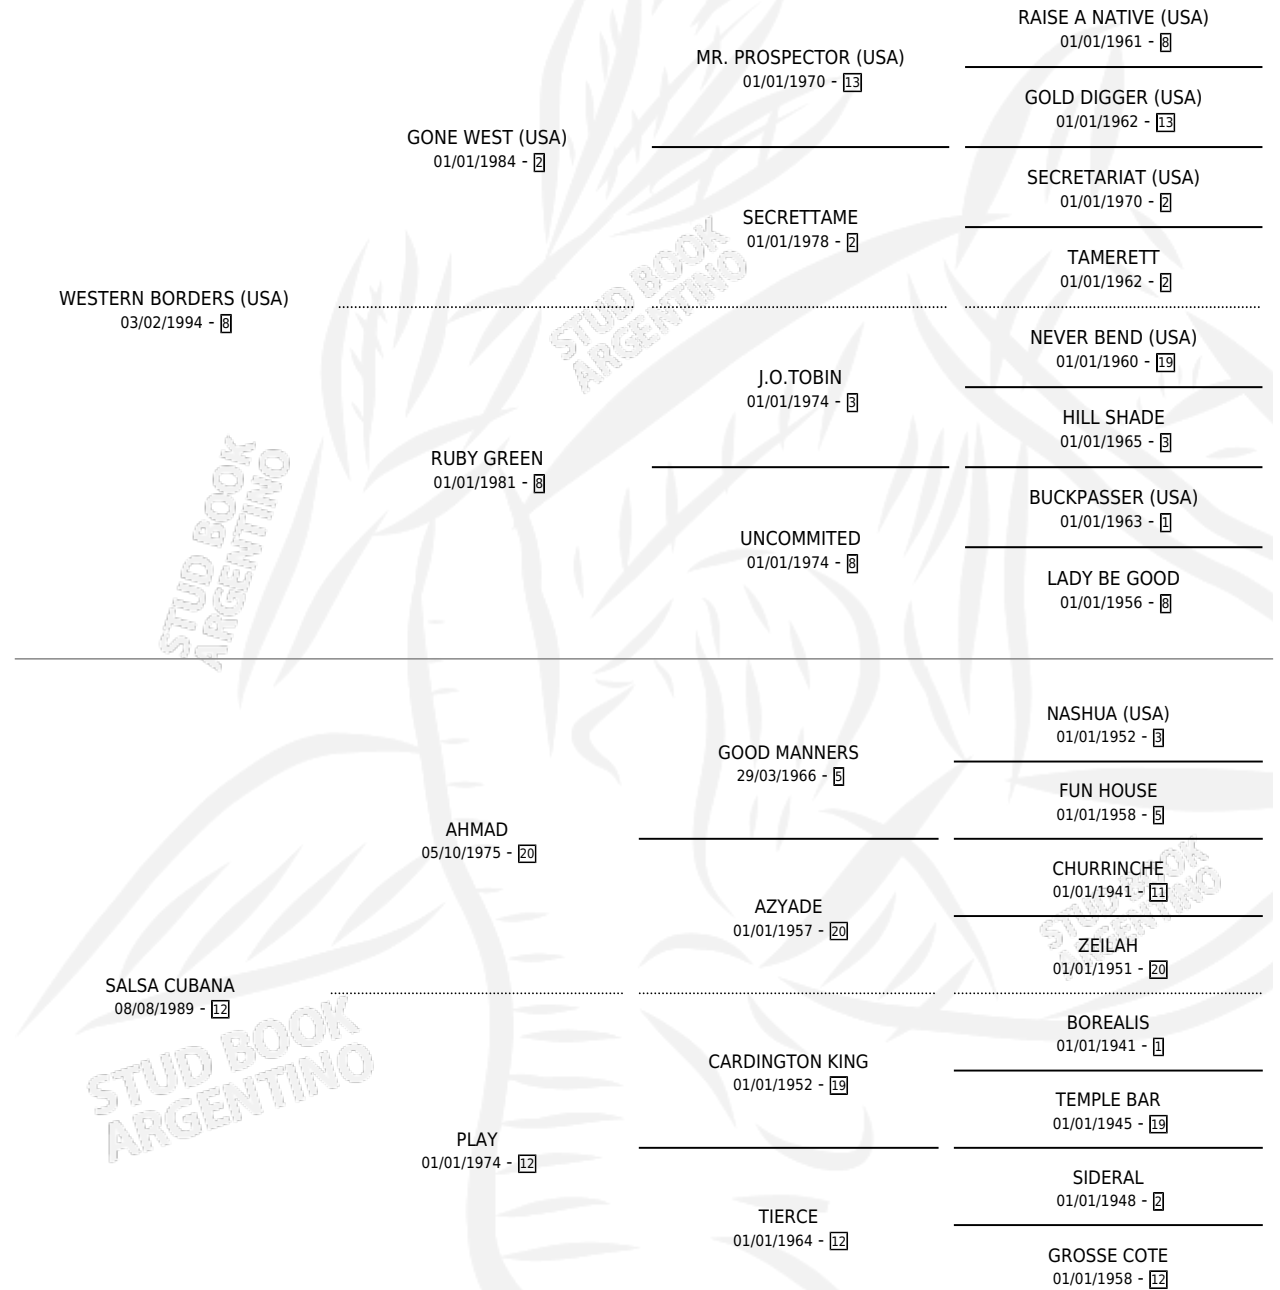 RAISE A NATIVE (USA)
01/01/1961 - 8
MR. PROSPECTOR (USA)
01/01/1970 - 13
GOLD DIGGER (USA)
01/01/1962 - 13
GONE WEST (USA)
01/01/1984 - 2
SECRETARIAT (USA)
01/01/1970 - 2
SECRETTAME
01/01/1978 - 2
TAMERETT
01/01/1962 - 2
WESTERN BORDERS (USA)
03/02/1994 - 8
NEVER BEND (USA)
01/01/1960 - 19
J.O.TOBIN
01/01/1974 - 3
HILL SHADE
01/01/1965 - 3
RUBY GREEN
01/01/1981 - 8
BUCKPASSER (USA)
01/01/1963 - 1
UNCOMMITED
01/01/1974 - 8
LADY BE GOOD
01/01/1956 - 8
STUD BOOK
ARGENTINO
STUD BOOK
ARGENTINO
NASHUA (USA)
01/01/1952 - 3
GOOD MANNERS
29/03/1966 - 5
FUN HOUSE
01/01/1958 - 5
AHMAD
05/10/1975 - 20
CHURRINCHE
01/01/1941 - 11
AZYADE
01/01/1957 - 20
ZEILAH
01/01/1951 - 20
SALSA CUBANA
08/08/1989 - 12
BOREALIS
01/01/1941 - 1
CARDINGTON KING
01/01/1952 - 19
TEMPLE BAR
01/01/1945 - 19
PLAY
01/01/1974 - 12
SIDERAL
01/01/1948 - 2
TIERCE
01/01/1964 - 12
GROSSE COTE
01/01/1958 - 12
STUD BOOK
ARGENTINO
STUD BOOK
ARGENTINO